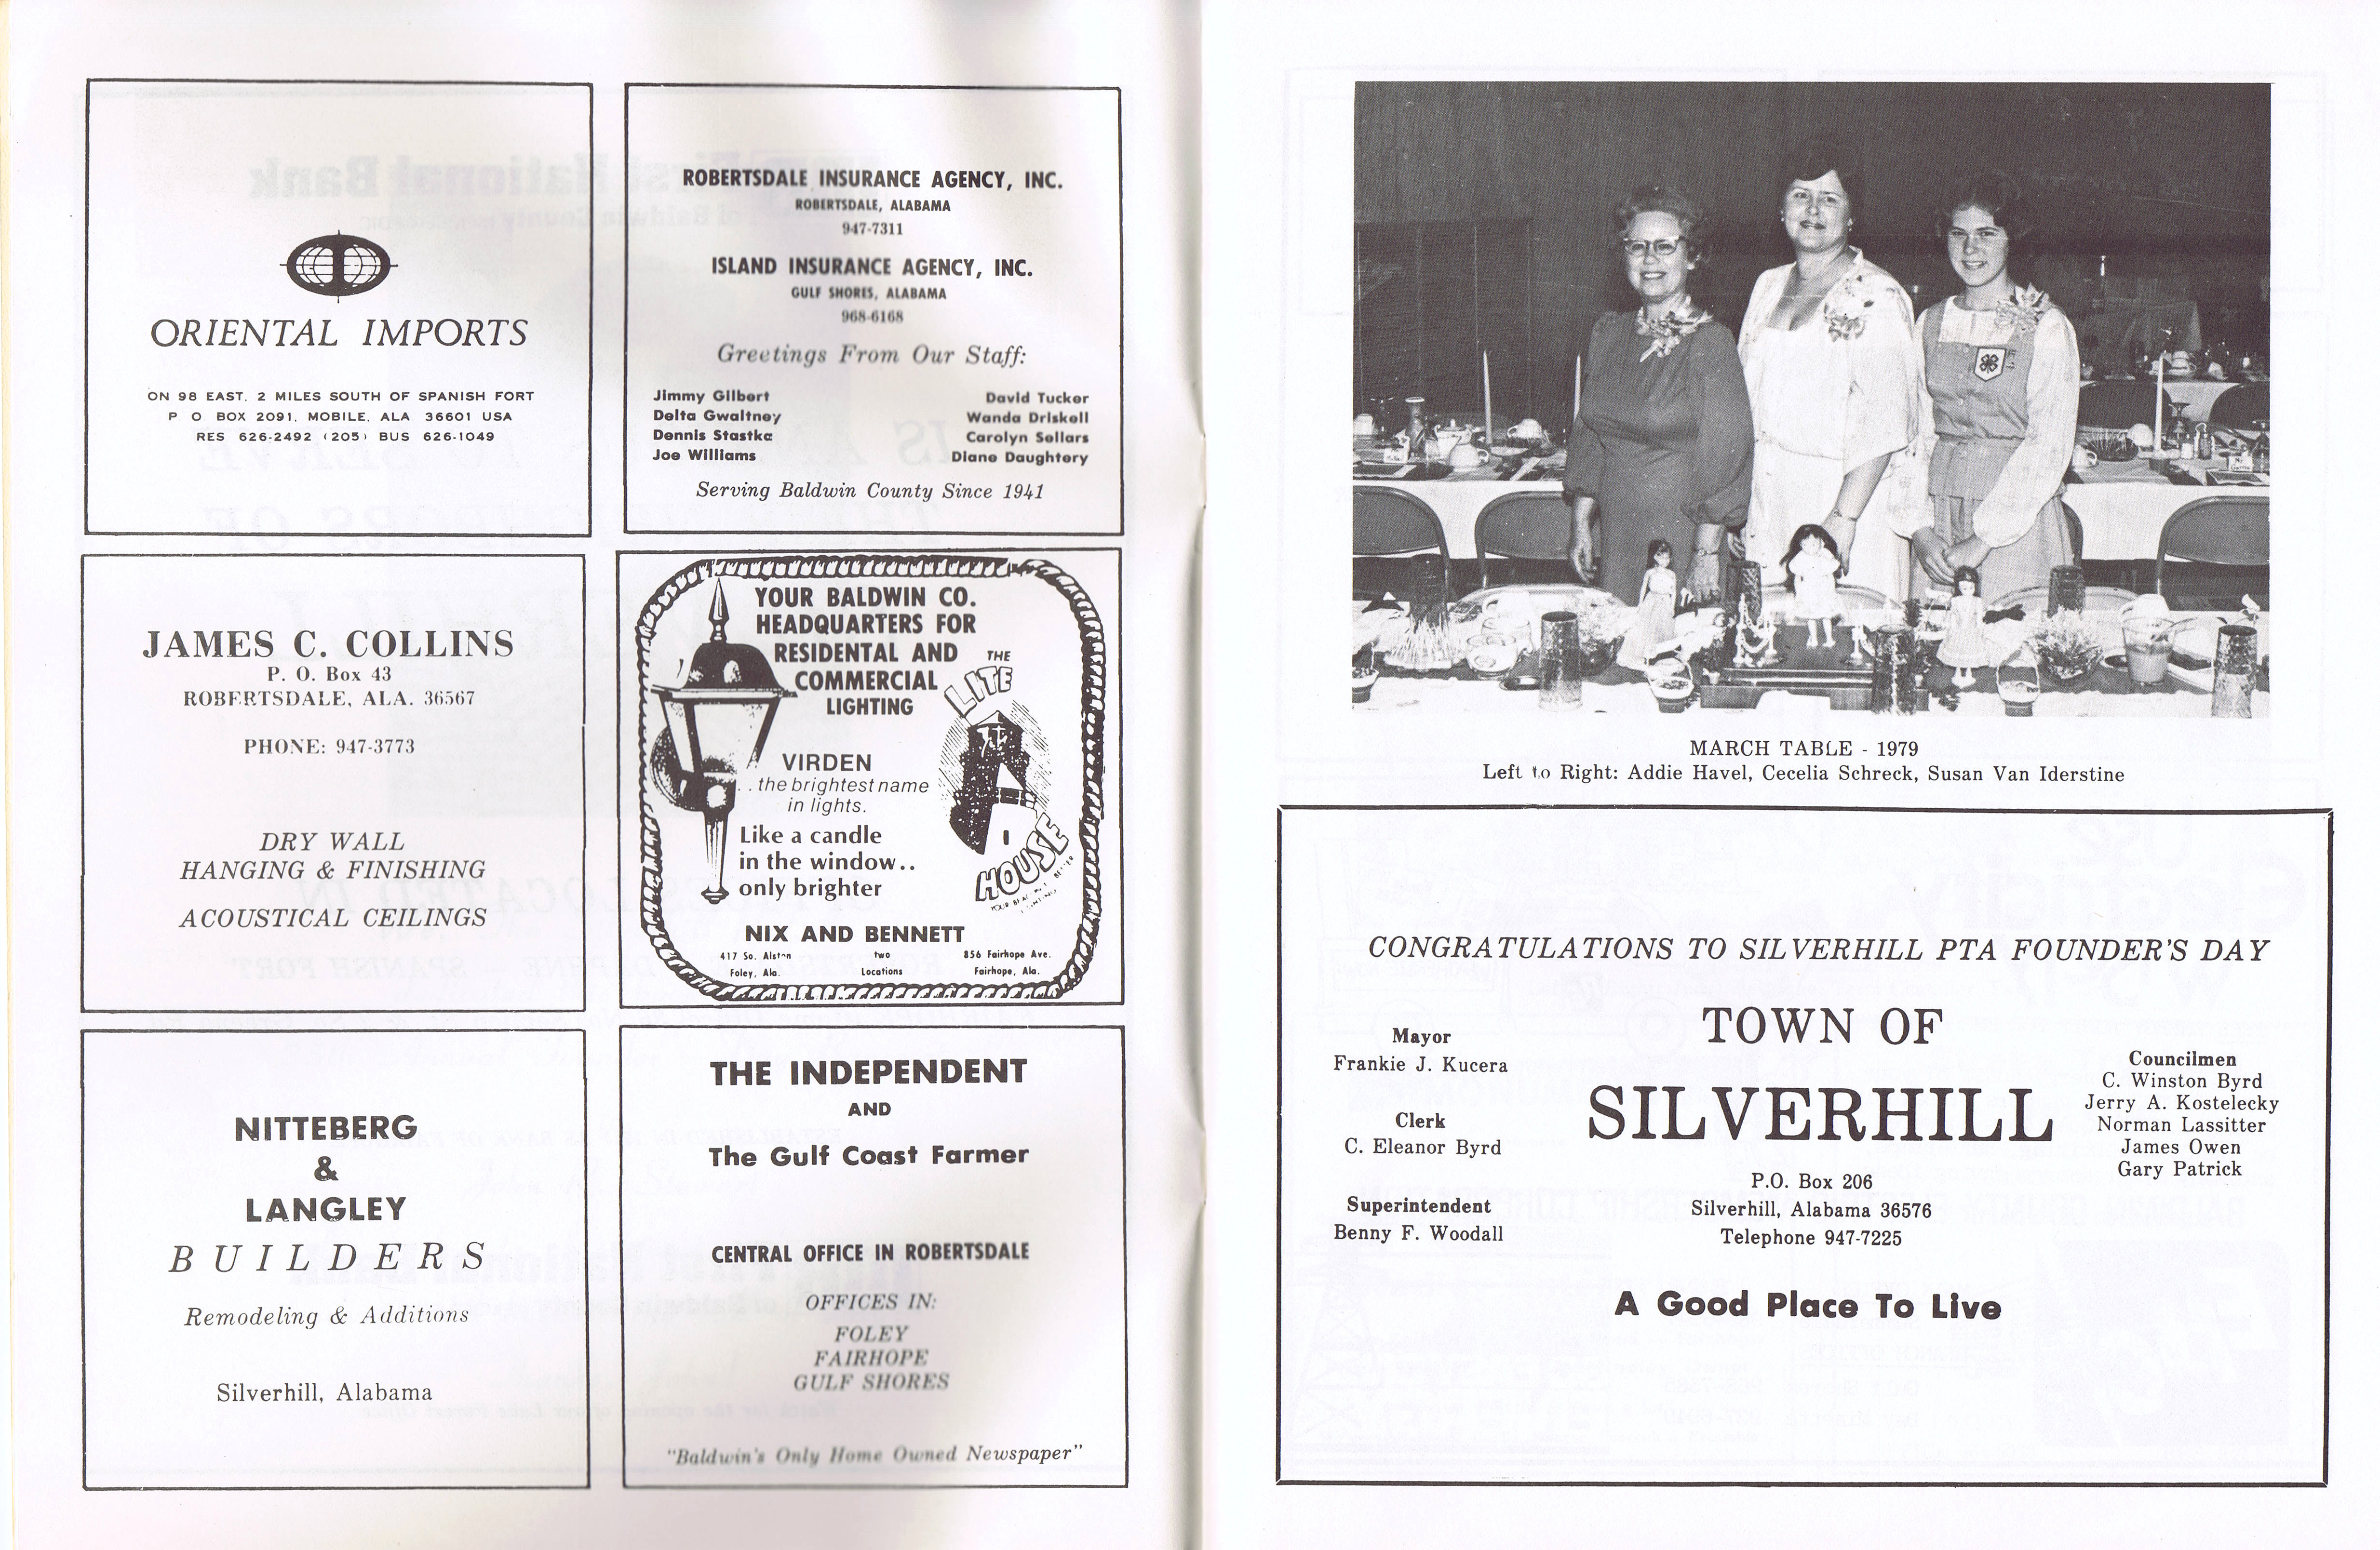 ORIENTAL IMPORTS
ON 98 EAST, 2 MILES SOUTH OF SPANISH FORT
P O BOX 2091, MOBILE, ALA 36601 USA
RES 626-2492 (205) BUS 626-1049
ROBERTSDALE INSURANCE AGENCY, INC.
ROBERTSDALE, ALABAMA
947-7311
ISLAND INSURANCE AGENCY, INC.
GULF SHORES, ALABAMA
968-6168
Greetings From Our Staff:
Jimmy Gilbert David Tucker
Delta Gwaltney Wanda Driskell
Dennis Stastka Carolyn Sellars
Joe Williams Diane Daughtery
Serving Baldwin County Since 1941
JAMES C. COLLINS
P. O. Box 43
ROBERTSDALE, ALA. 36567
PHONE: 947-3773
DRY WALL
HANGING & FINISHING
ACOUSTICAL CEILINGS
YOUR BALDWIN CO.
HEADQUARTERS FOR
RESIDENTAL AND
COMMERCIAL
LIGHTING
THE
LITE
HOUSE
VIRDEN
. . the brightest name
in lights.
Like a candle
in the window..
only brighter
NIX AND BENNETT
417 So. Alston two 856 Fairhope Ave.
Foley, Ala. Locations Fairhope, Ala.
NITTEBERG
&
LANGLEY
BUILDERS
Remodeling & Additions
Silverhill, Alabama
THE INDEPENDENT
AND
The Gulf Coast Farmer
CENTRAL OFFICE IN ROBERTSDALE
OFFICES IN:
FOLEY
FAIRHOPE
GULF SHORES
"Baldwin's Only Home Owned Newspaper"
MARCH TABLE - 1979
Left to Right: Addie Havel, Cecelia Schreck, Susan Van Iderstine
CONGRATULATIONS TO SILVERHILL PTA FOUNDER'S DAY
Mayor
Frankie J. Kucera
Clerk
C. Eleanor Byrd
Superintendent
Benny F. Woodall
TOWN OF
SILVERHILL
P.O. Box 206
Silverhill, Alabama 36576
Telephone 947-7225
A Good Place To Live
Councilmen
C. Winston Byrd
Jerry A. Kostelecky
Norman Lassitter
James Owen
Gary Patrick